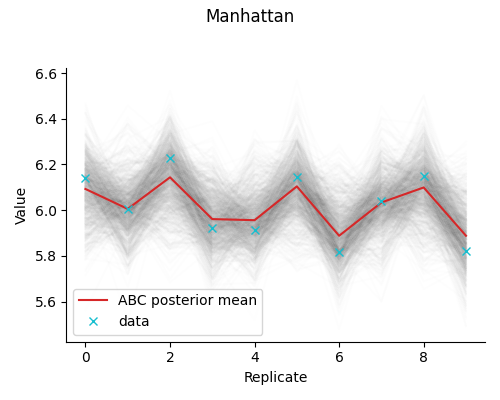 Manhattan
Value
6.6
6.4
6.2
6.0
5.8
5.6
ABC posterior mean
data
0 2 4 6 8
Replicate